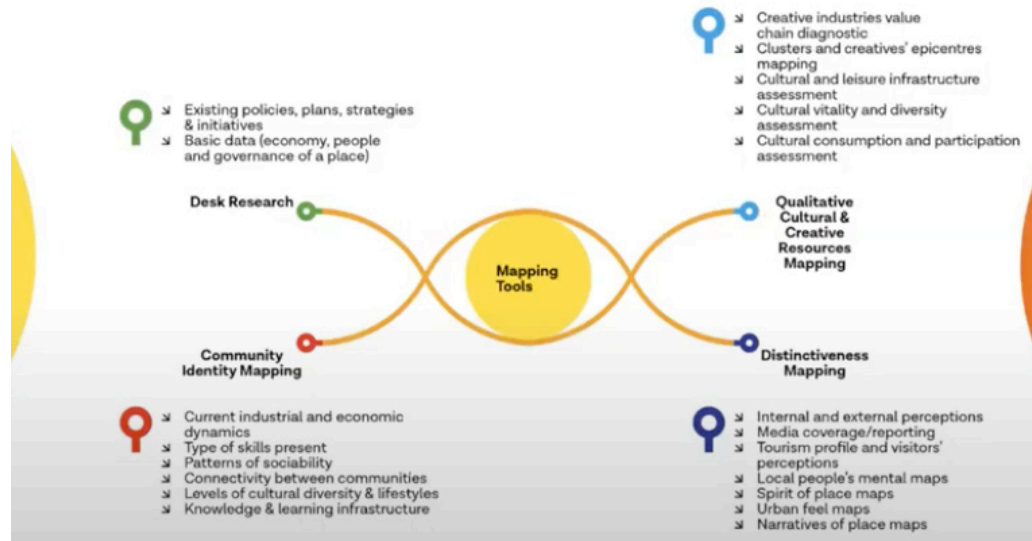 Creative industries value
chain diagnostic
Clusters and creatives' epicentres
mapping
Cultural and leisure infrastructure
assessment
Cultural vitality and diversity
assessment
Cultural consumption and participation
assessment
Existing policies, plans, strategies
& initiatives
Basic data (economy, people
and governance of a place)
Desk Research
Qualitative
Cultural &
Creative
Resources
Mapping
Mapping
Tools
Community
Identity Mapping
Distinctiveness
Mapping
Current industrial and economic
dynamics
Type of skills present
Patterns of sociability
Connectivity between communities
Levels of cultural diversity & lifestyles
Knowledge & learning infrastructure
Internal and external perceptions
Media coverage/reporting
Tourism profile and visitors'
perceptions
Local people's mental maps
Spirit of place maps
Urban feel maps
Narratives of place maps